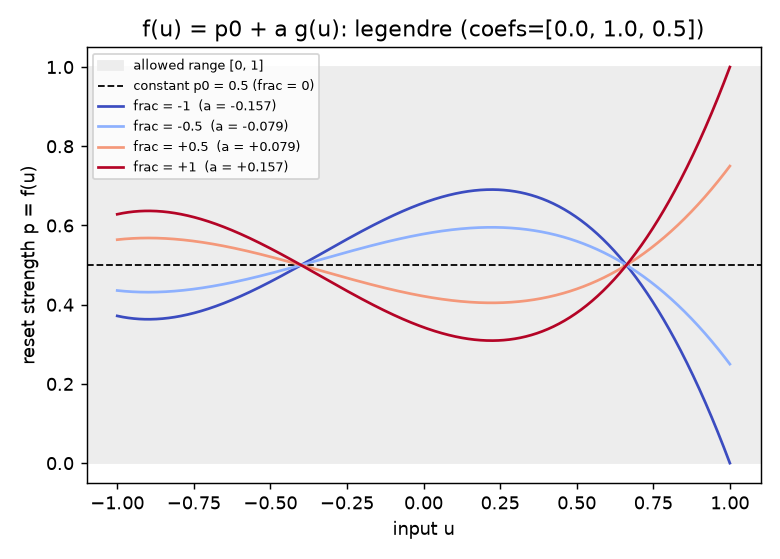 f(u) = p0 + a g(u): legendre (coefs=[0.0, 1.0, 0.5])
allowed range [0, 1]
constant p0 = 0.5 (frac = 0)
frac = -1  (a = -0.157)
frac = -0.5  (a = -0.079)
frac = +0.5  (a = +0.079)
frac = +1  (a = +0.157)
reset strength p = f(u)
1.0
0.8
0.6
0.4
0.2
0.0
−1.00 −0.75 −0.50 −0.25 0.00 0.25 0.50 0.75 1.00
input u